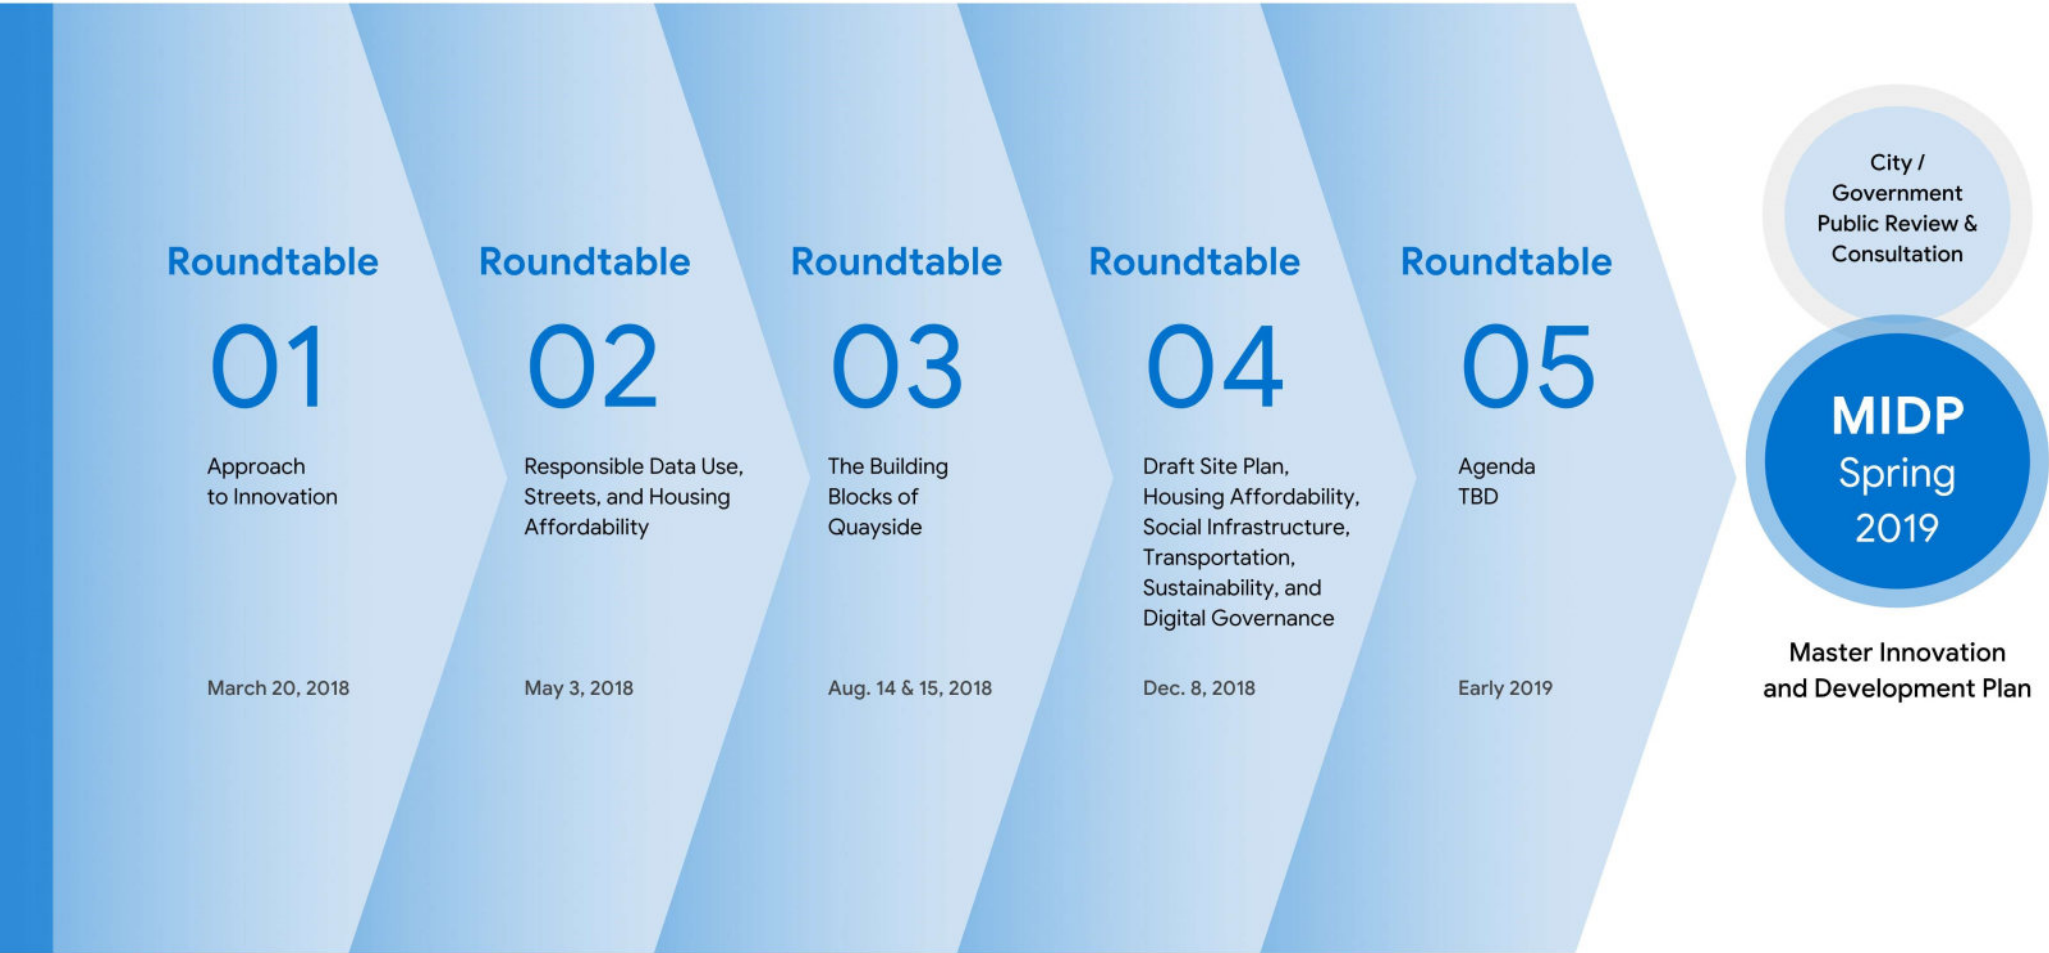 Roundtable
01
Approach
to Innovation
March 20, 2018
Roundtable
02
Responsible Data Use,
Streets, and Housing
Affordability
May 3, 2018
Roundtable
03
The Building
Blocks of
Quayside
Aug. 14 & 15, 2018
Roundtable
04
Draft Site Plan,
Housing Affordability,
Social Infrastructure,
Transportation,
Sustainability, and
Digital Governance
Dec. 8, 2018
Roundtable
05
Agenda
TBD
Early 2019
City /
Government
Public Review &
Consultation
MIDP
Spring
2019
Master Innovation
and Development Plan